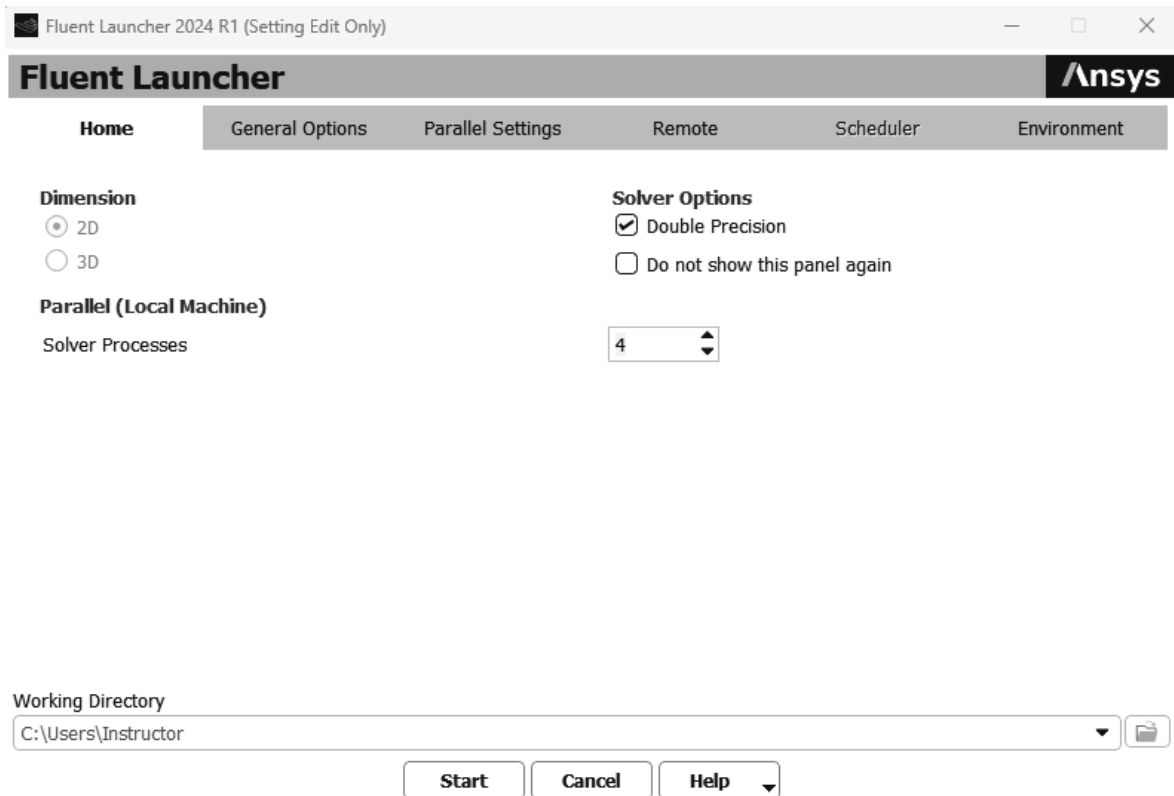 Fluent Launcher 2024 R1 (Setting Edit Only)
Fluent Launcher
Ansys
Home General Options Parallel Settings Remote Scheduler Environment
Dimension
2D
3D
Solver Options
Double Precision
Do not show this panel again
Parallel (Local Machine)
Solver Processes
4
Working Directory
C:\Users\Instructor
Start Cancel Help